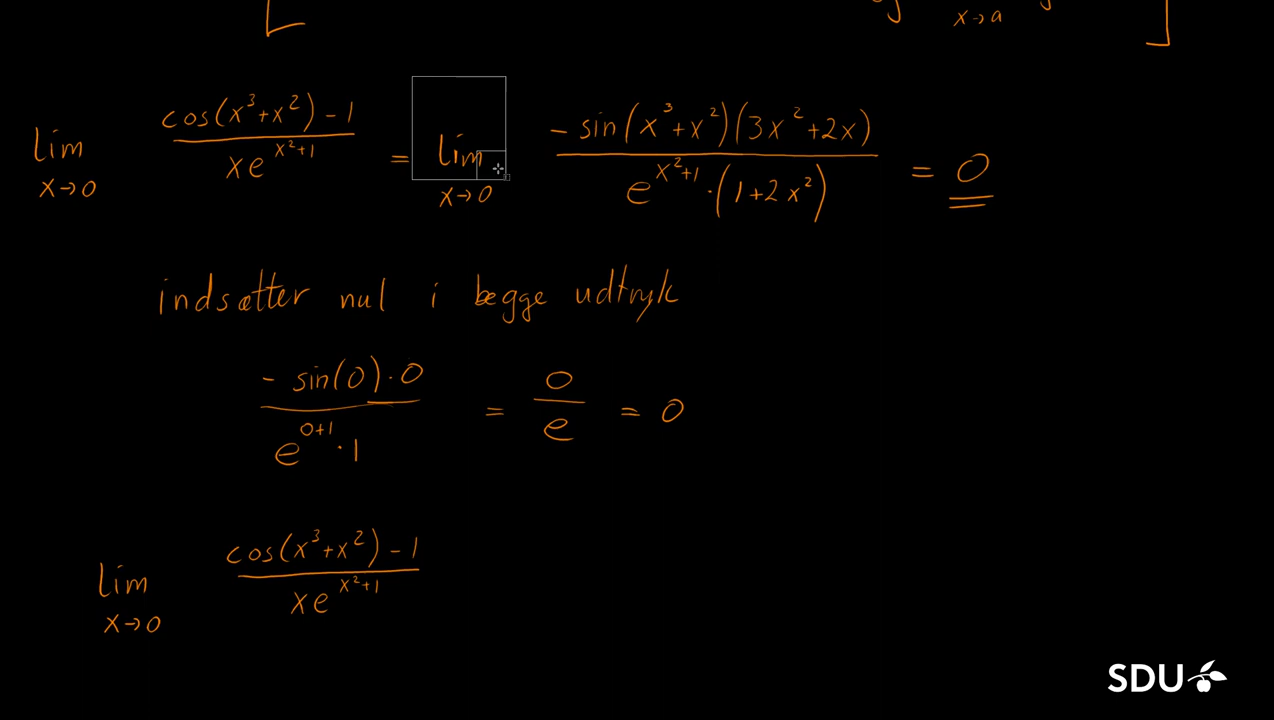 x→a
lim x→0 (cos(x³+x²) - 1)/(xe^(x²+1)) = lim x→0 (-sin(x³+x²)(3x²+2x))/(e^(x²+1)·(1+2x²)) = 0
indsætter nul i begge udtryk
(-sin(0)·0)/(e^(0+1)·1) = 0/e = 0
lim x→0 (cos(x³+x²) - 1)/(xe^(x²+1))
SDU